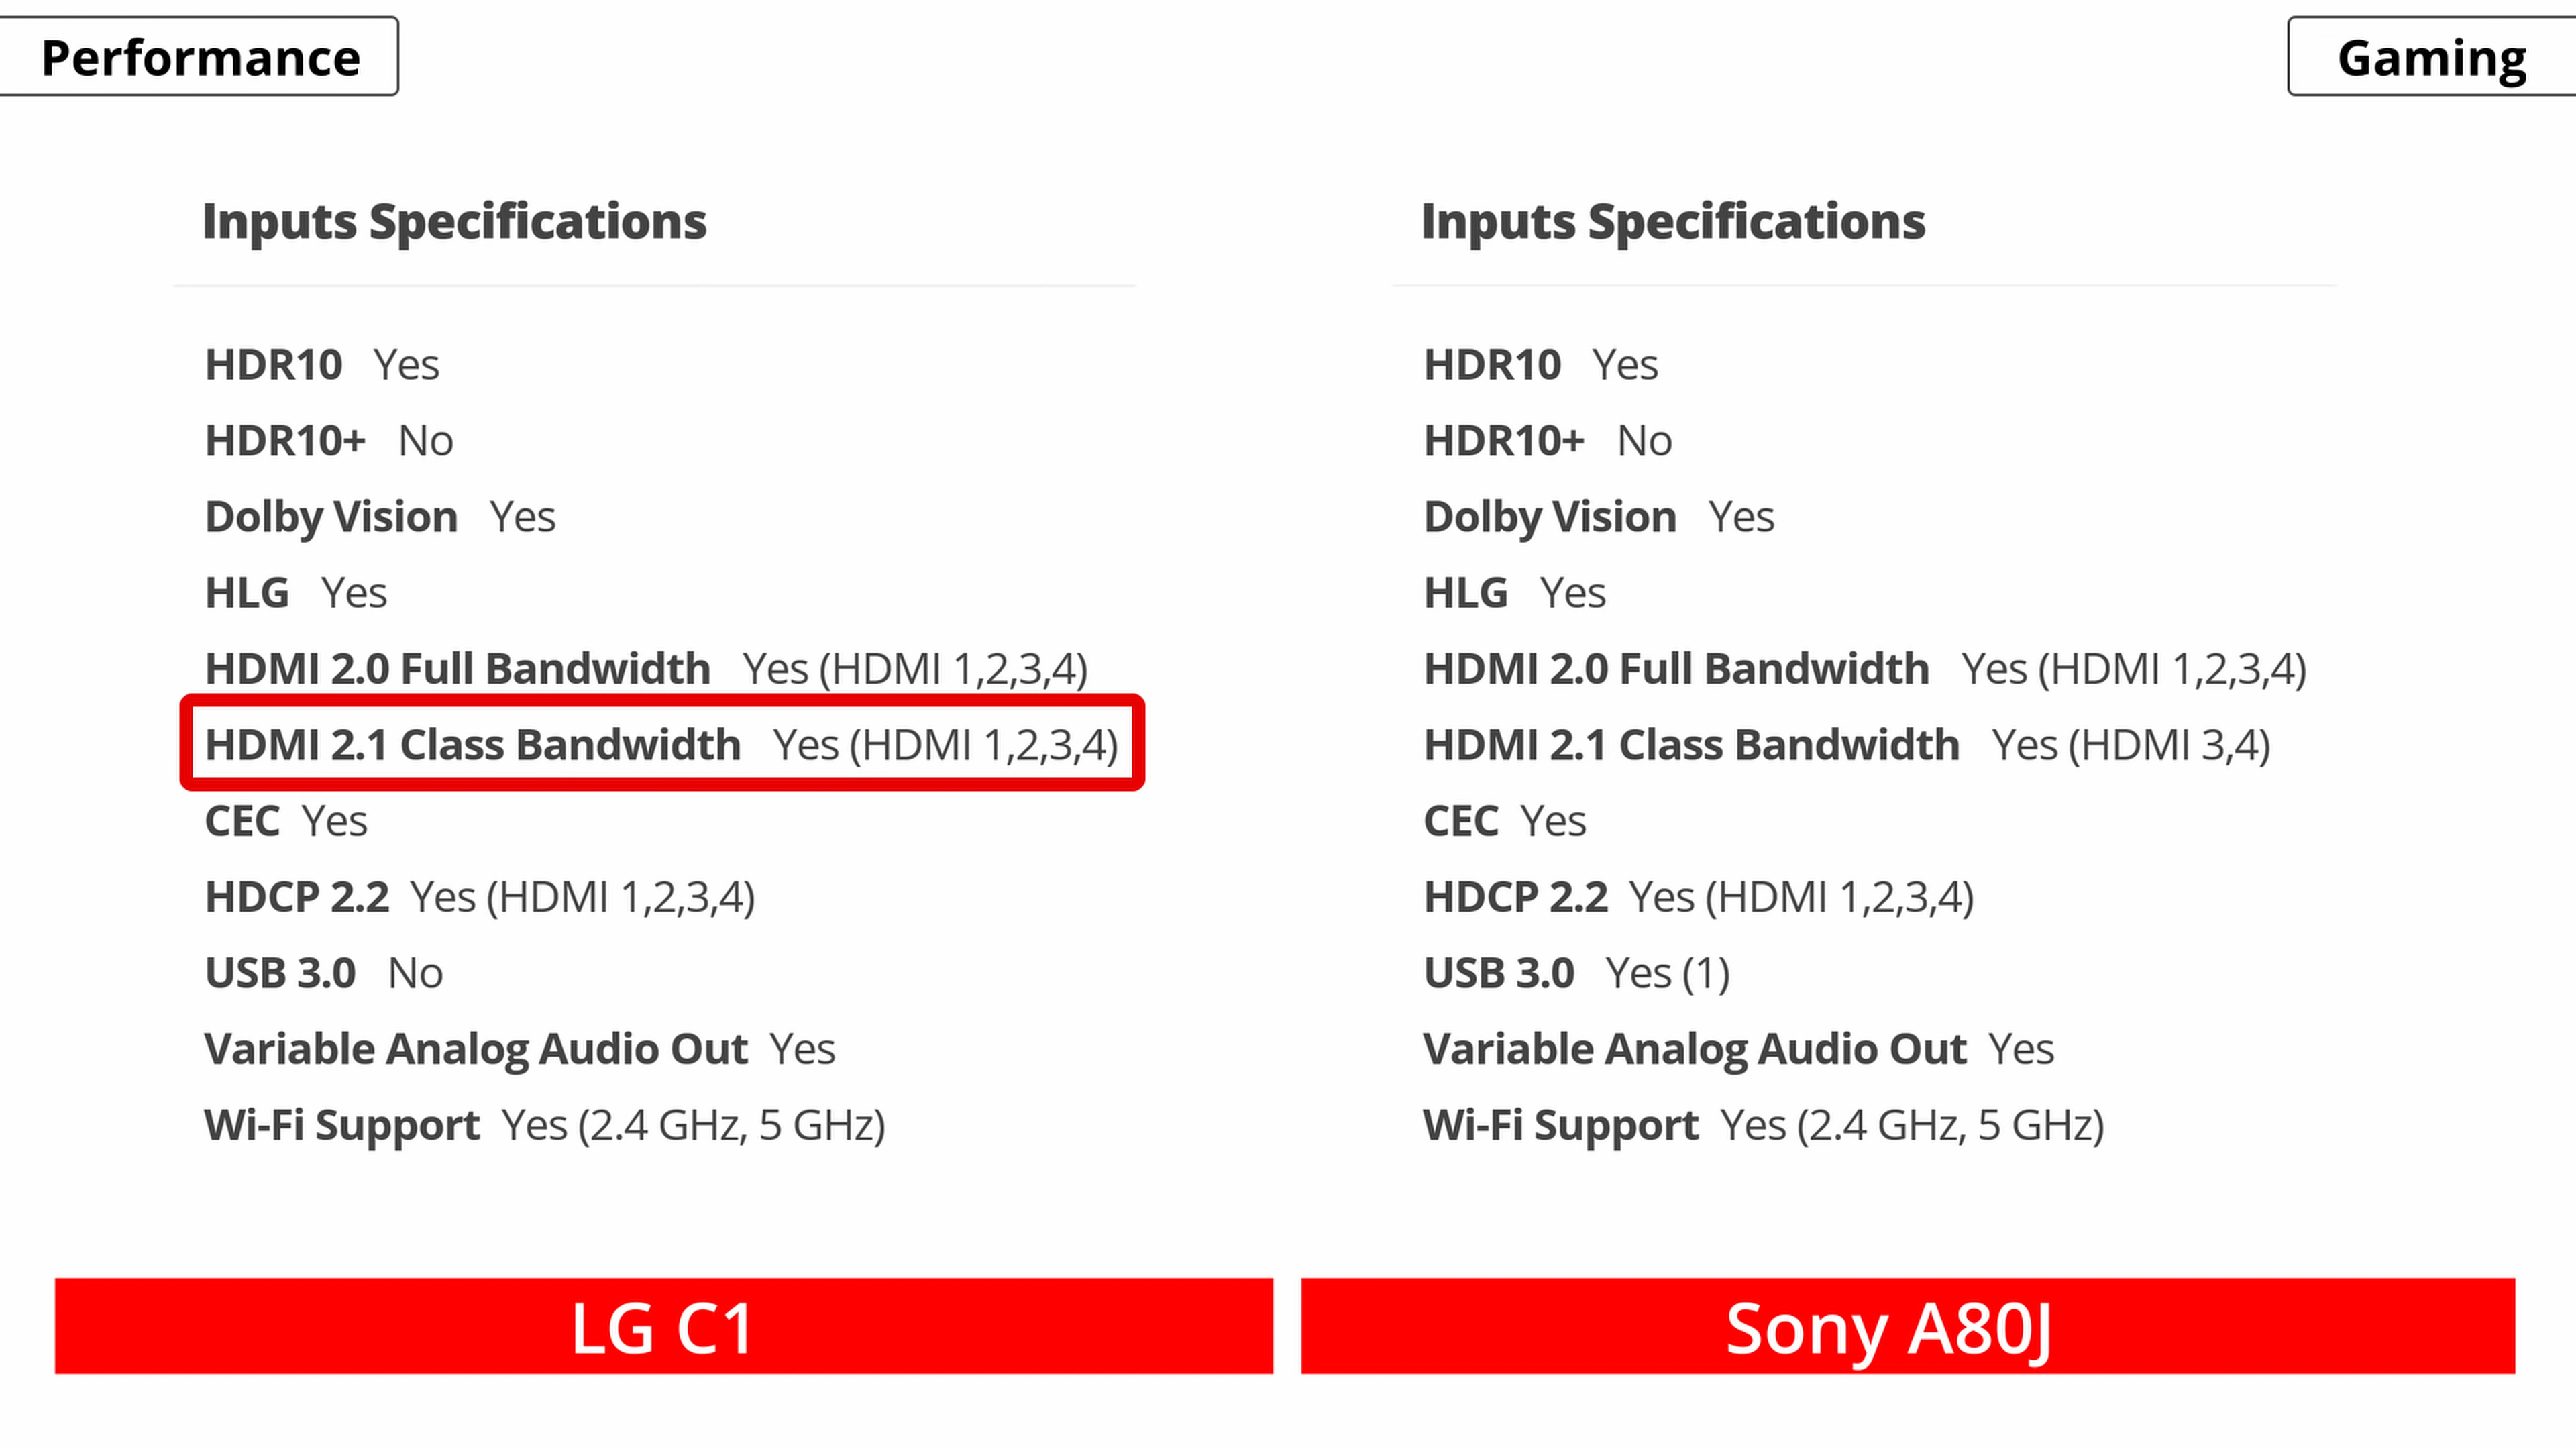 Performance
Gaming
Inputs Specifications
HDR10 Yes
HDR10+ No
Dolby Vision Yes
HLG Yes
HDMI 2.0 Full Bandwidth Yes (HDMI 1,2,3,4)
HDMI 2.1 Class Bandwidth Yes (HDMI 1,2,3,4)
CEC Yes
HDCP 2.2 Yes (HDMI 1,2,3,4)
USB 3.0 No
Variable Analog Audio Out Yes
Wi-Fi Support Yes (2.4 GHz, 5 GHz)
LG C1
Inputs Specifications
HDR10 Yes
HDR10+ No
Dolby Vision Yes
HLG Yes
HDMI 2.0 Full Bandwidth Yes (HDMI 1,2,3,4)
HDMI 2.1 Class Bandwidth Yes (HDMI 3,4)
CEC Yes
HDCP 2.2 Yes (HDMI 1,2,3,4)
USB 3.0 Yes (1)
Variable Analog Audio Out Yes
Wi-Fi Support Yes (2.4 GHz, 5 GHz)
Sony A80J